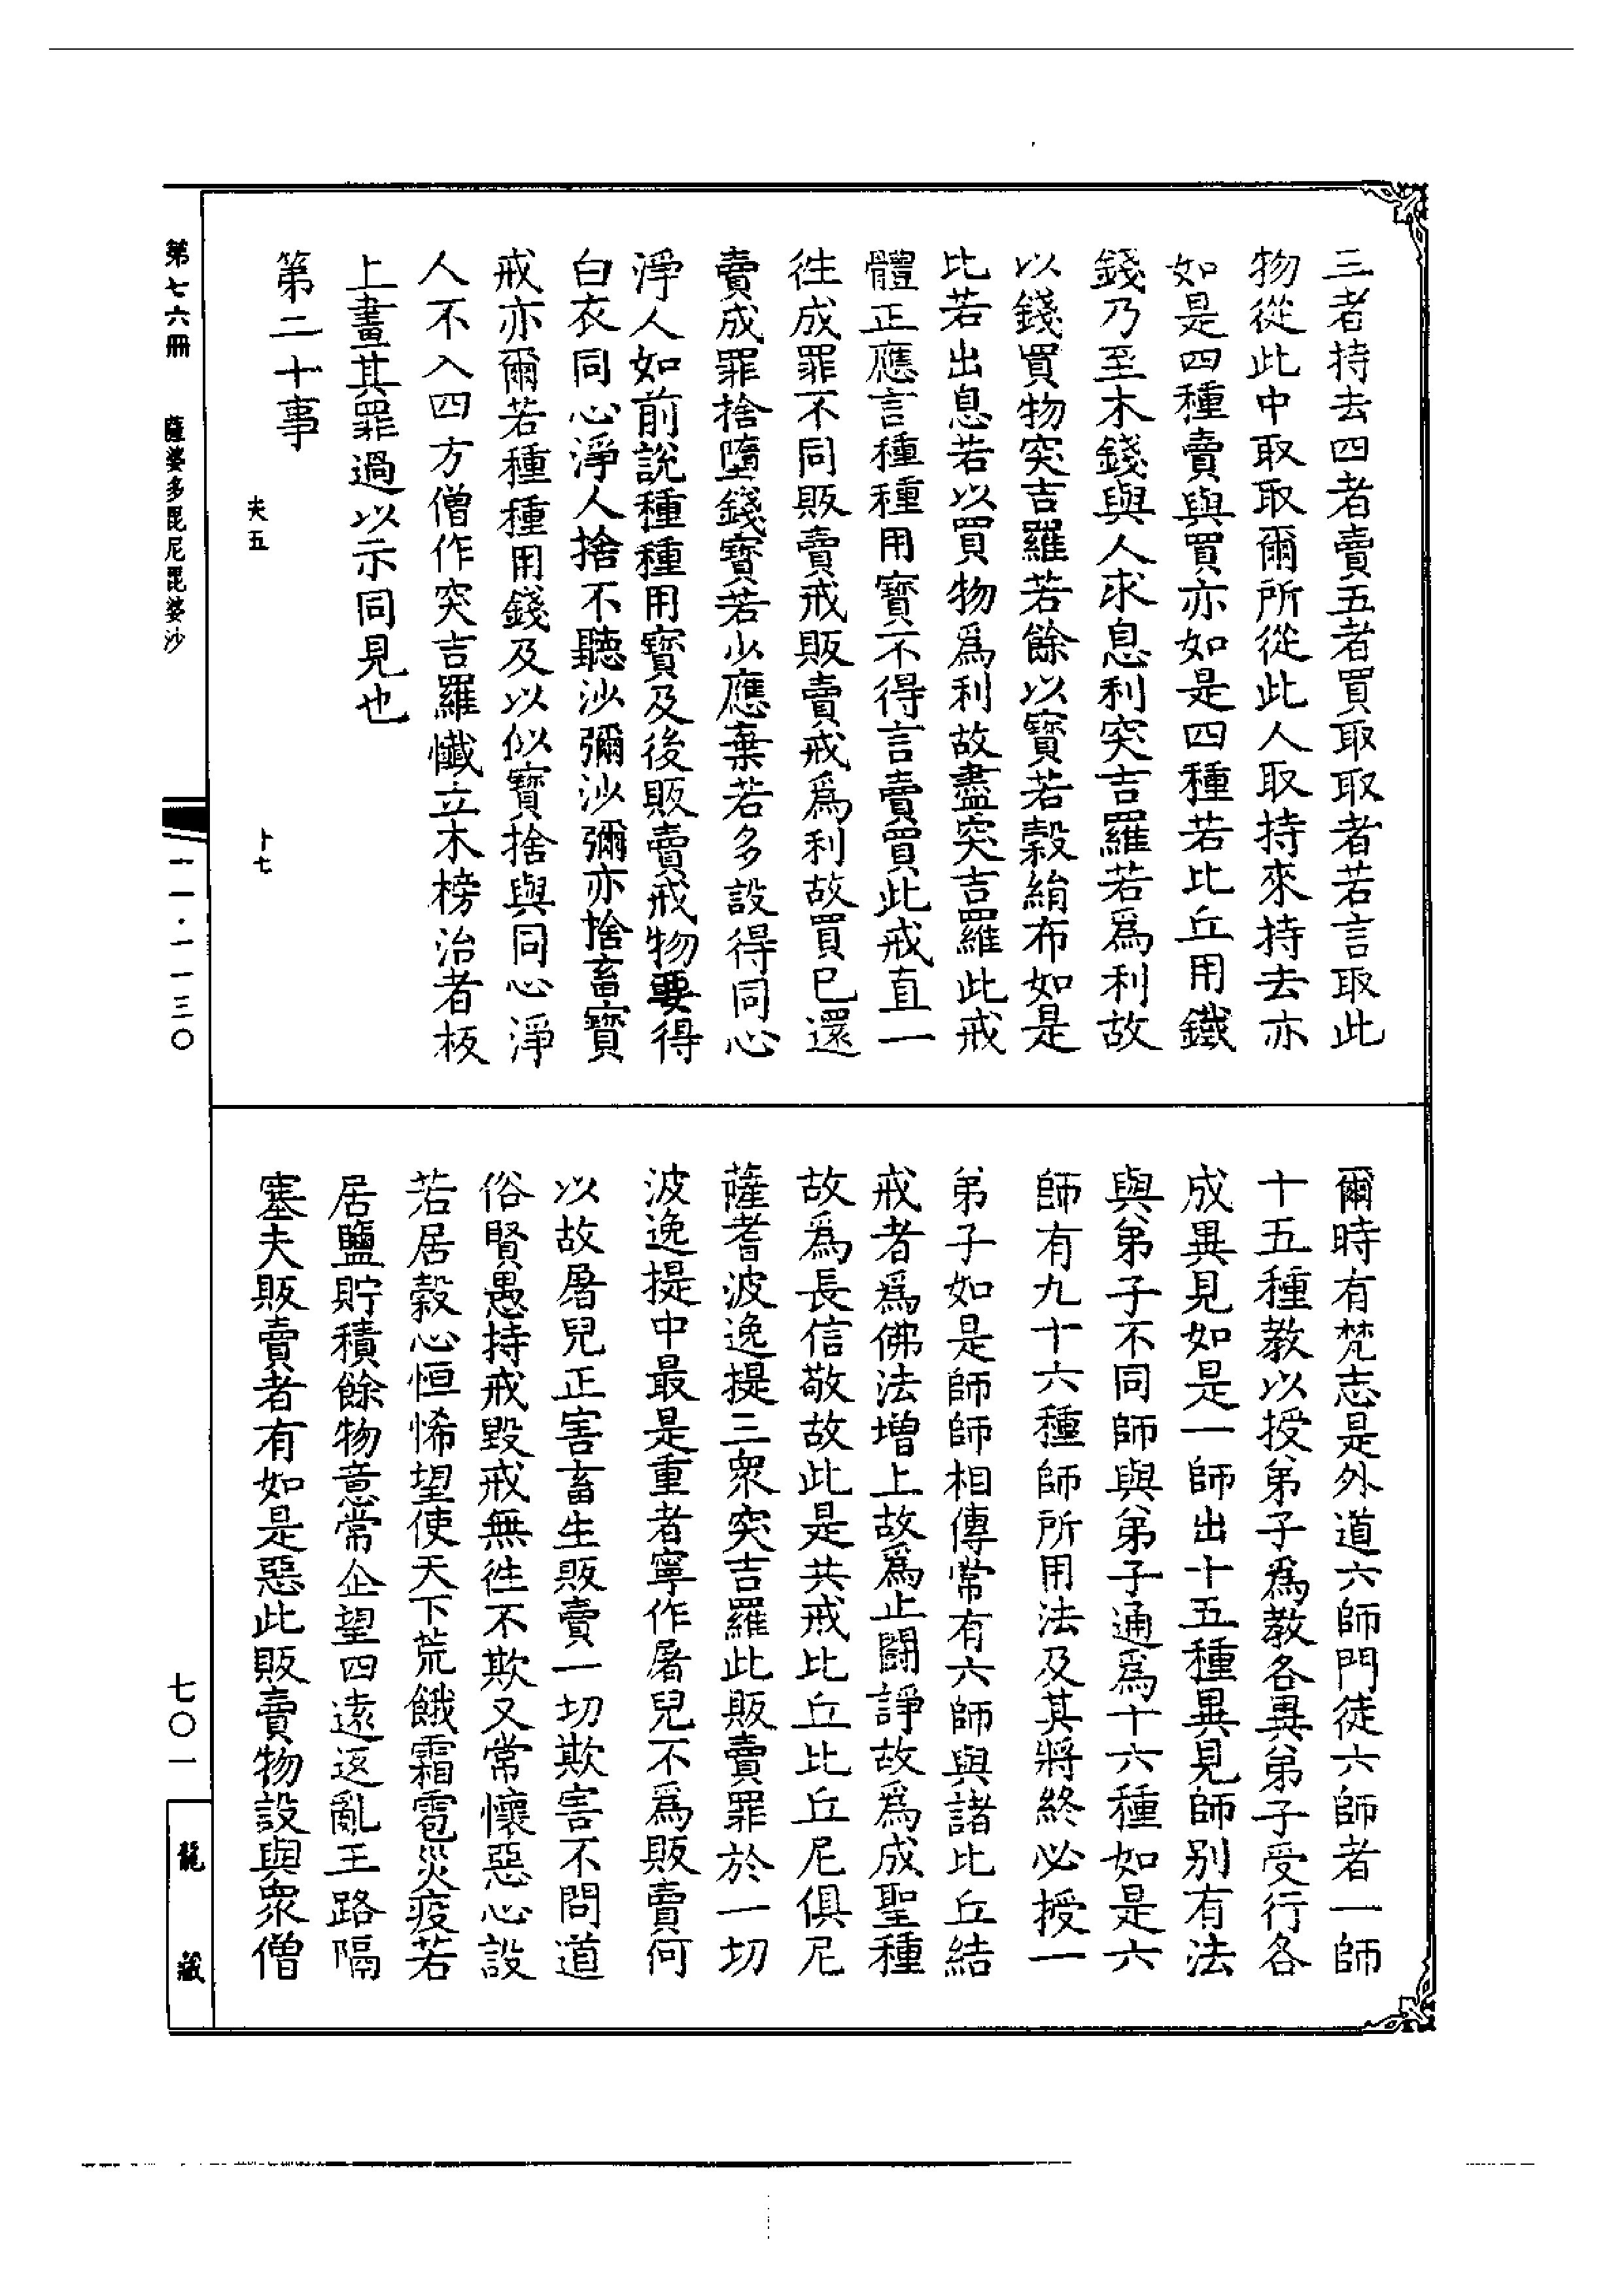 三者持去四者賣五者買取取者若言取此
物從此中取取爾所從此人取持來持去亦
如是四種賣與買亦如是四種若比丘用鐵
錢乃至木錢與人求息利突吉羅若爲利故
以錢買物突吉羅若餘以寶若穀絹布如是
比若出息若以買物爲利故盡突吉羅此戒
體正應言種種用寶不得言賣買此戒直一
徃成罪不同販賣戒販賣戒爲利故買已還
賣成罪捨墮錢寶若少應棄若多設得同心
淨人如前說種種用寶及後販賣戒物要得
白衣同心淨人捨不聽沙彌沙彌亦捨畜寶
戒亦爾若種種用錢及以似寶捨與同心淨
人不入四方僧作突吉羅懺立木榜治者板
上畫其罪過以示同見也
第二十事
夫五
十七
爾時有梵志是外道六師門徒六師者一師
十五種教以授弟子爲教各異弟子受行各
成異見如是一師出十五種異見師别有法
與弟子不同師與弟子通爲十六種如是六
師有九十六種師所用法及其將終必授一
弟子如是師師相傳常有六師與諸比丘結
戒者爲佛法增上故爲止鬪諍故爲成聖種
故爲長信敬故此是共戒比丘比丘尼俱尼
薩耆波逸提三衆突吉羅此販賣罪於一切
波逸提中最是重者寧作屠兒不爲販賣何
以故屠兒正害畜生販賣一切欺害不問道
俗賢愚持戒毀戒無徃不欺又常懷惡心設
若居穀心恒悕望使天下荒餓霜雹災疫若
居鹽貯積餘物意常企望四遠返亂王路隔
塞夫販賣者有如是惡此販賣物設與衆僧
第七六冊 薩婆多毘尼毘婆沙
一一·一一三〇
七〇一
龍藏